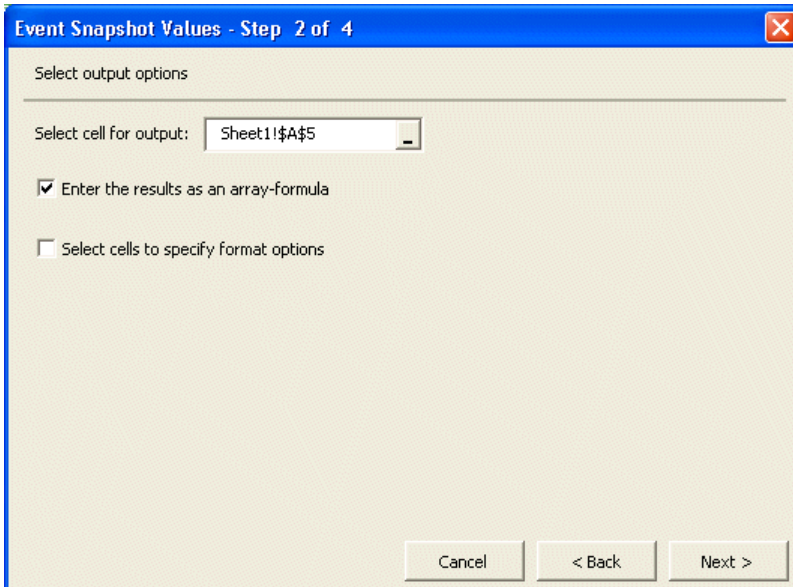 Event Snapshot Values - Step 2 of 4
Select output options
Select cell for output: Sheet1!$A$5
Enter the results as an array-formula
Select cells to specify format options
Cancel < Back Next >